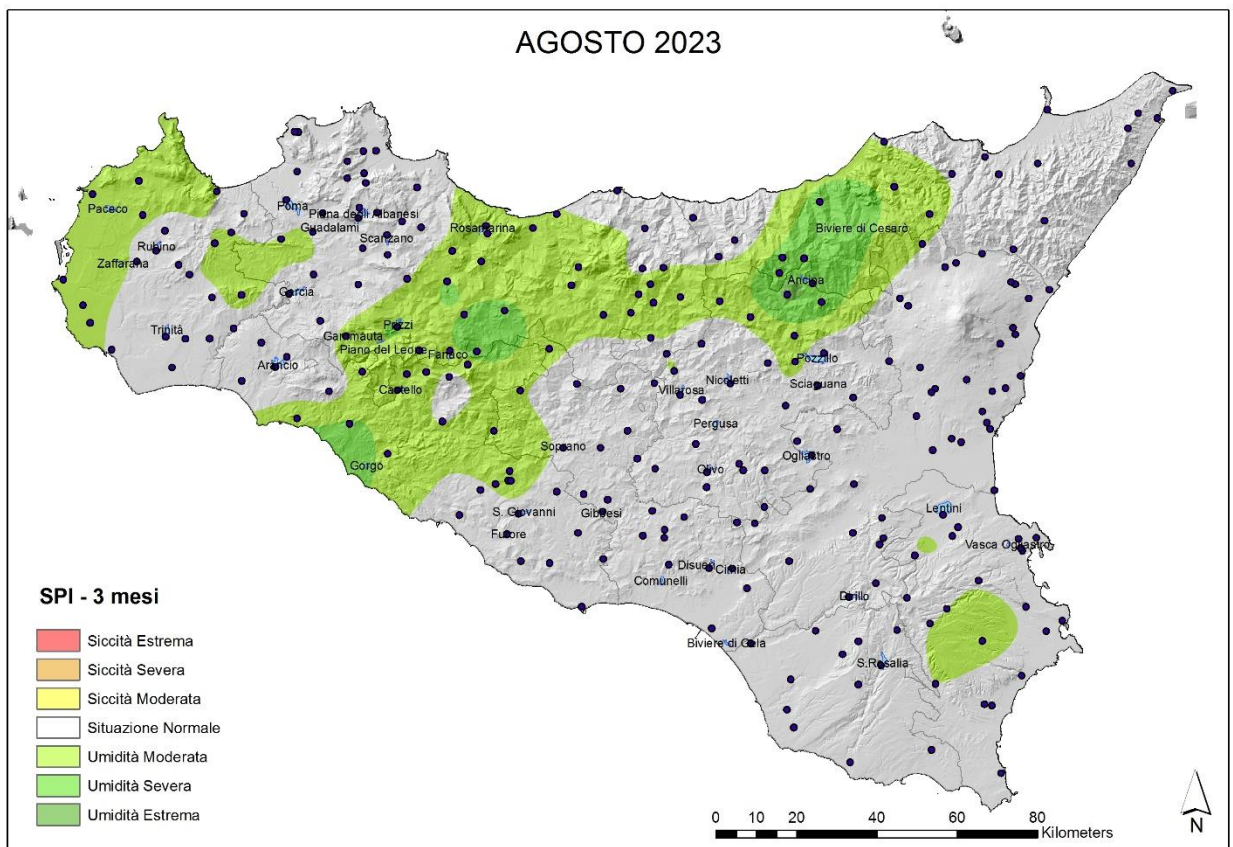 AGOSTO 2023
Paceco
Poma
Piana degli Albanesi
Guadalami
Scanzano
Rosamarina
Rubino
Zaffarana
Biviere di Cesarò
Ancipa
Garcia
Trinità
Prizzi
Gammauta
Piano del Leone
Fanaco
Arancio
Castello
Pozzillo
Nicoletti
Villarosa
Sciaguana
Pergusa
Soprano
Gorgo
Olivo
Ogliastro
S. Giovanni
Gibbesi
Furore
Lentini
Vasca Ogliastro
Disueri
Cimia
Comunelli
Dirillo
Biviere di Gela
S.Rosalia
SPI - 3 mesi
Siccità Estrema
Siccità Severa
Siccità Moderata
Situazione Normale
Umidità Moderata
Umidità Severa
Umidità Estrema
0 10 20 40 60 80
Kilometers
N